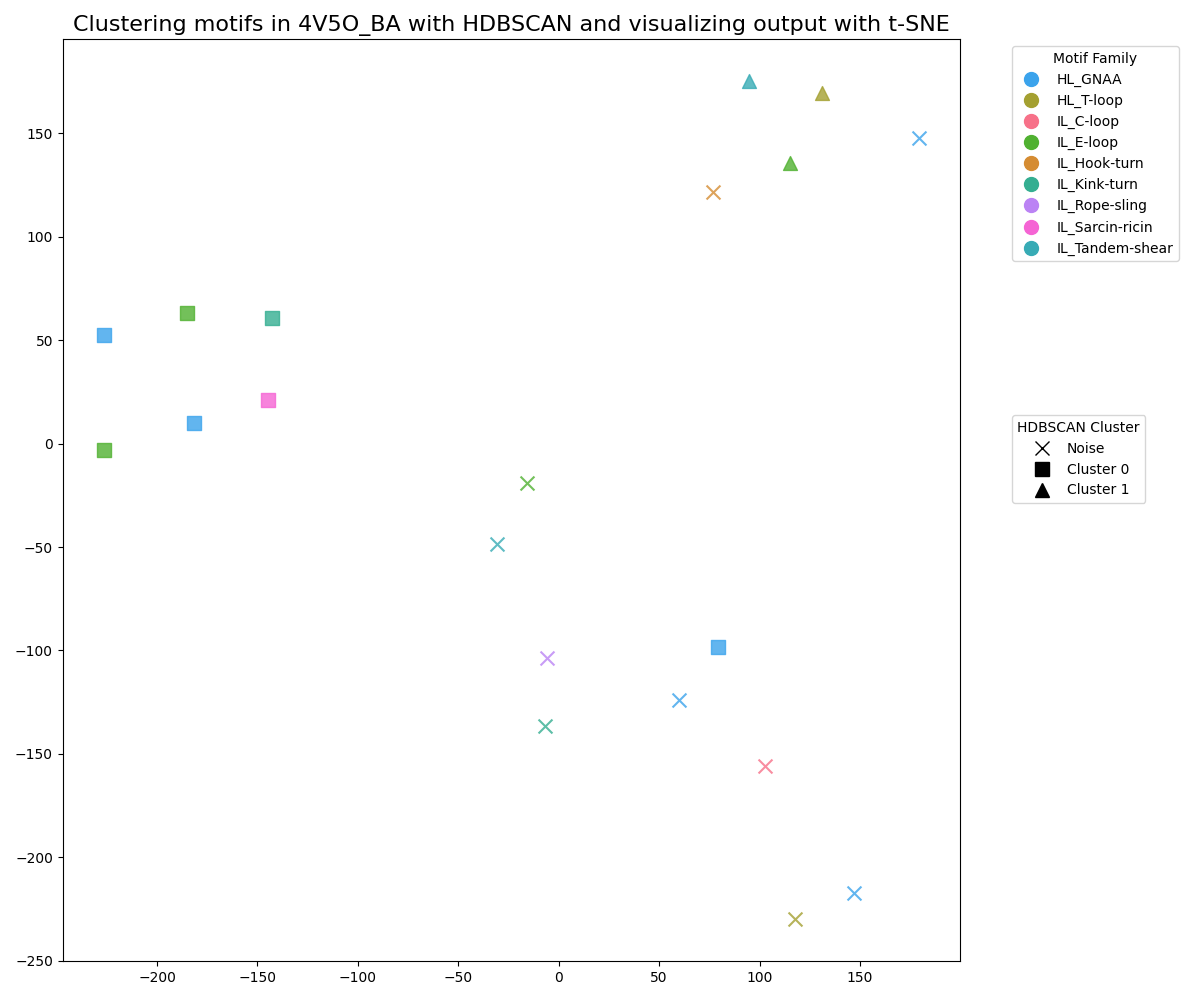 Clustering motifs in 4V5O_BA with HDBSCAN and visualizing output with t-SNE
Motif Family
HL_GNAA
HL_T-loop
IL_C-loop
IL_E-loop
IL_Hook-turn
IL_Kink-turn
IL_Rope-sling
IL_Sarcin-ricin
IL_Tandem-shear
HDBSCAN Cluster
Noise
Cluster 0
Cluster 1
150
100
50
0
−50
−100
−150
−200
−250
−200
−150
−100
−50
0
50
100
150